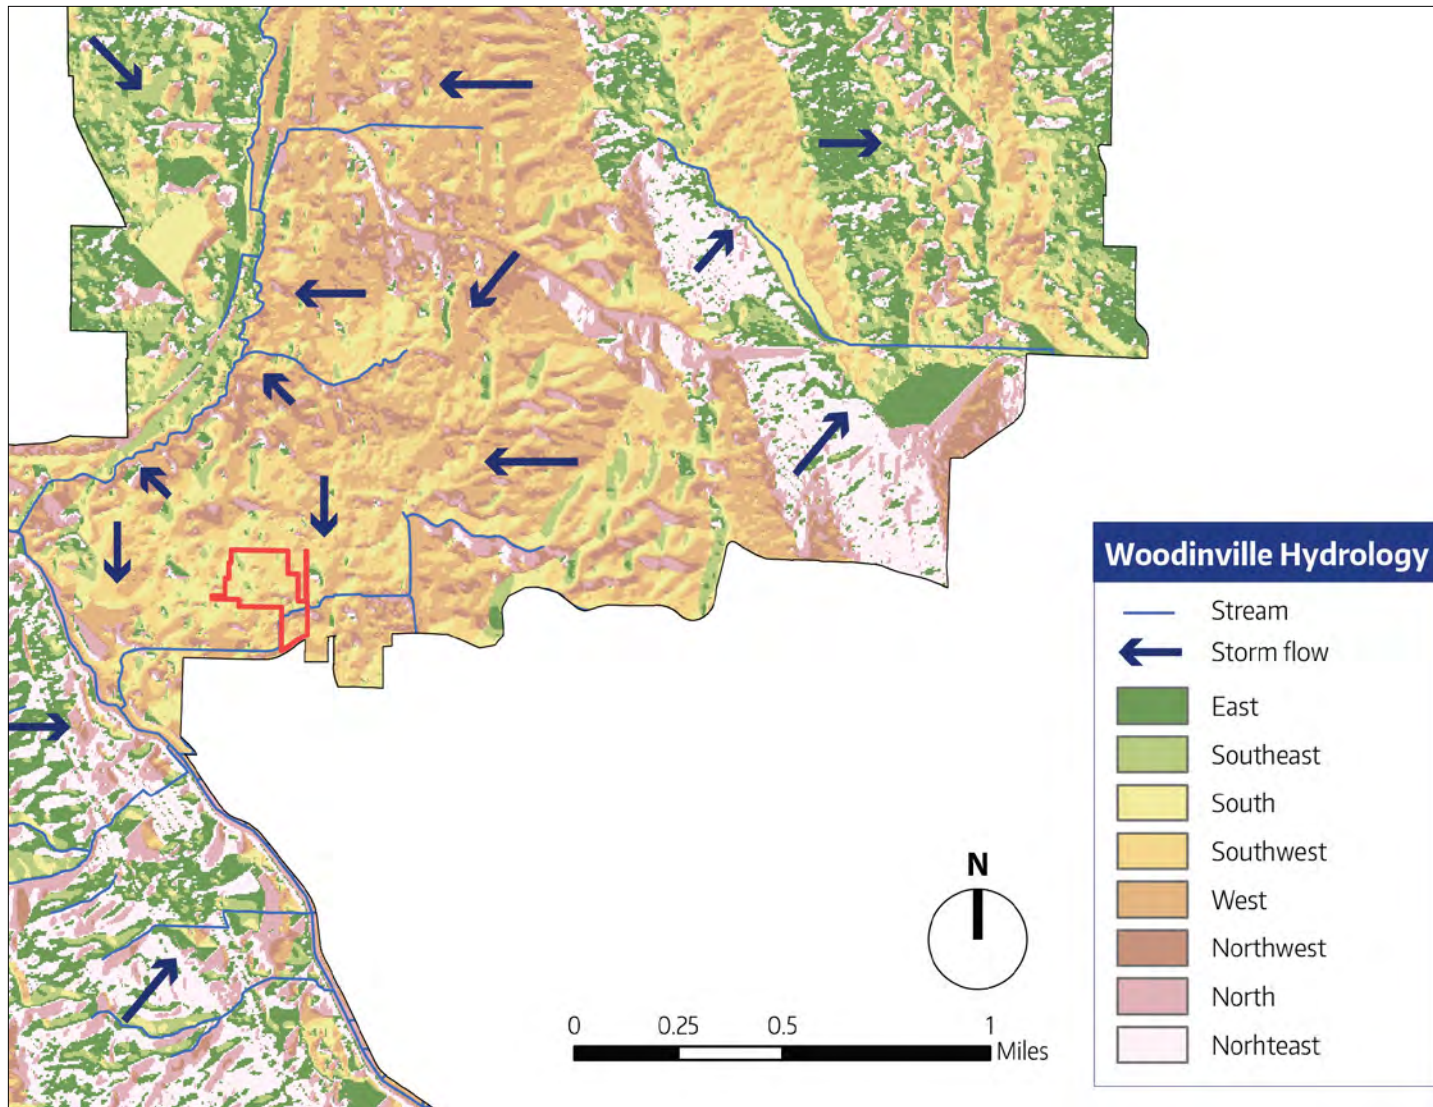 Woodinville Hydrology
Stream
Storm flow
East
Southeast
South
Southwest
West
Northwest
North
Norhteast
N
0 0.25 0.5 1
Miles